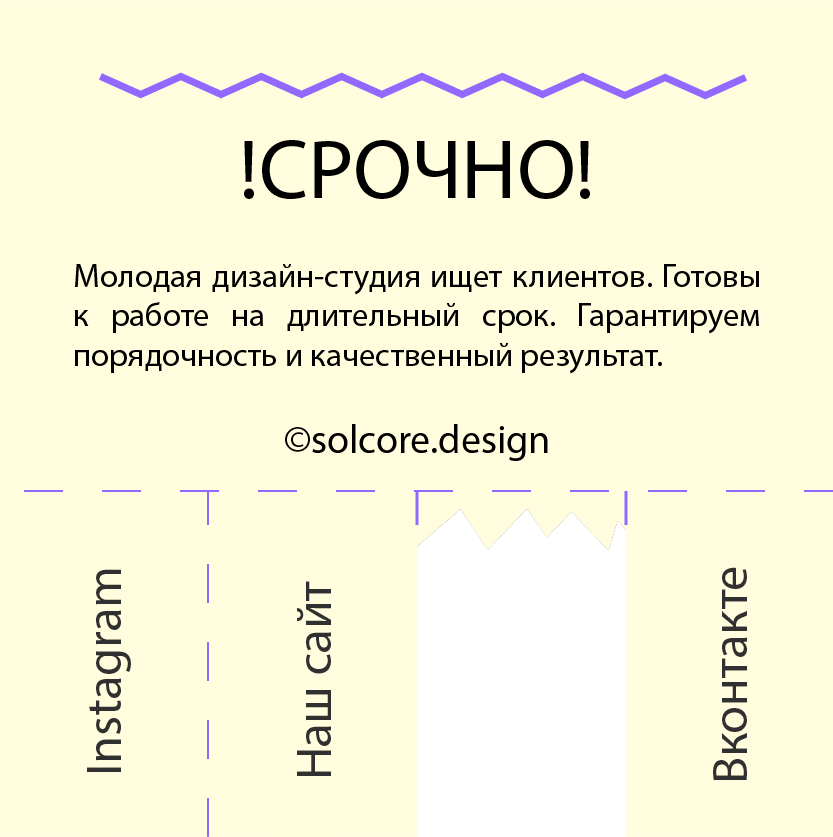 !СРОЧНО!
Молодая дизайн-студия ищет клиентов. Готовы
к работе на длительный срок. Гарантируем
порядочность и качественный результат.
©solcore.design
Instagram
Наш сайт
Вконтакте